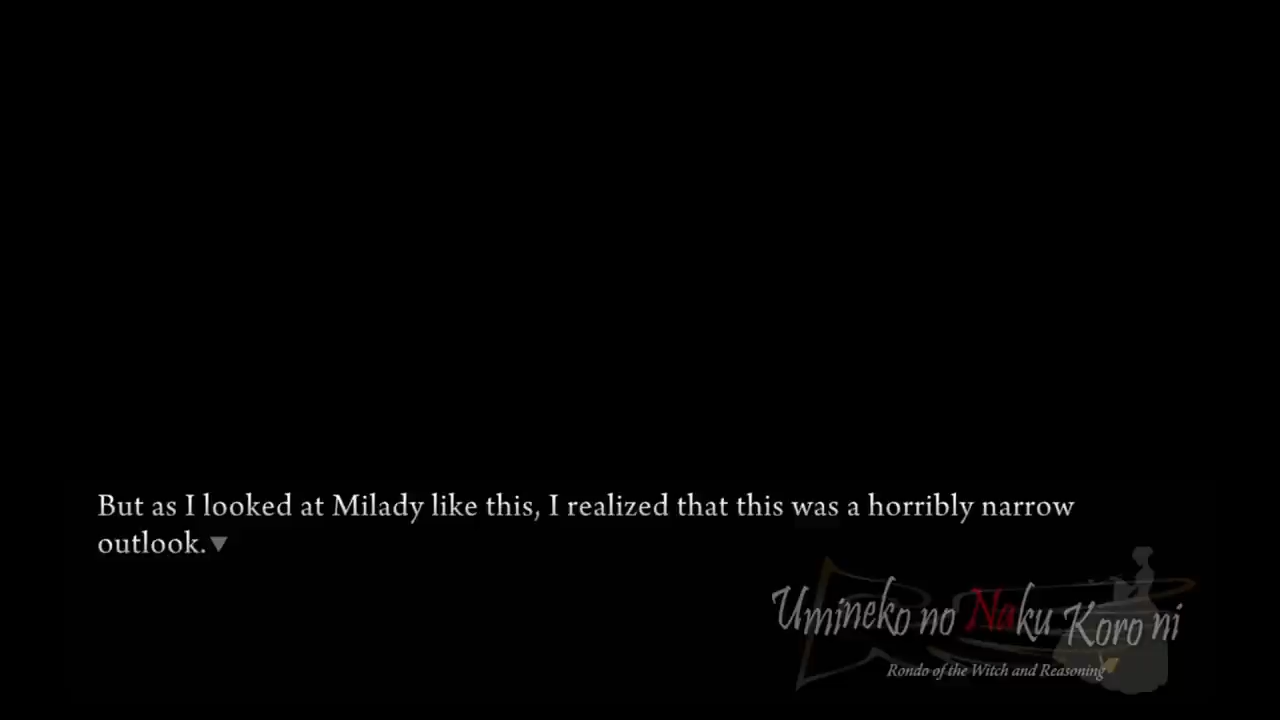 But as I looked at Milady like this, I realized that this was a horribly narrow
outlook.
Umineko no Naku Koro ni
Rondo of the Witch and Reasoning